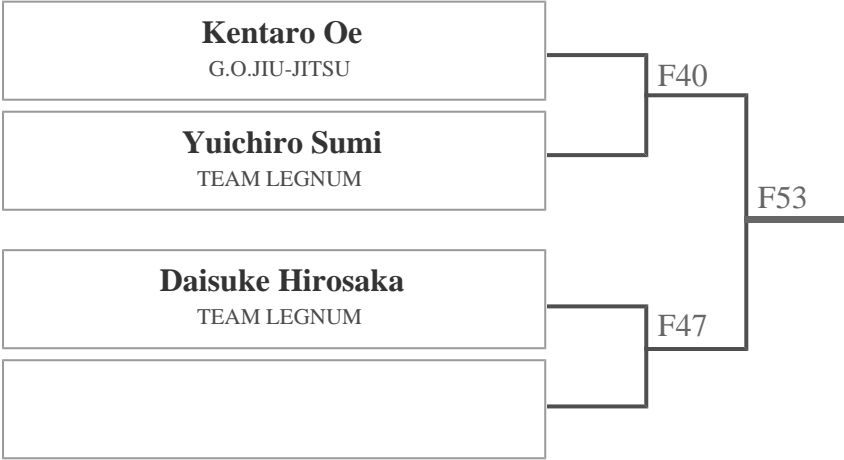 Kentaro Oe
G.O.JIU-JITSU
F40
Yuichiro Sumi
TEAM LEGNUM
F53
Daisuke Hirosaka
TEAM LEGNUM
F47